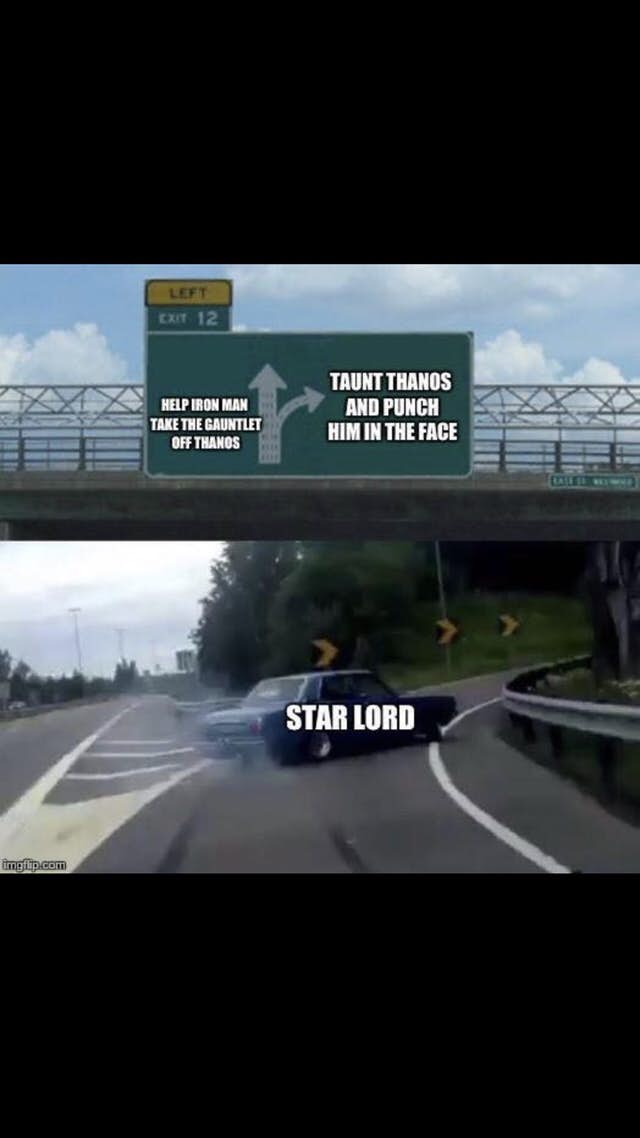 LEFT
EXIT 12
HELP IRON MAN
TAKE THE GAUNTLET
OFF THANOS
TAUNT THANOS
AND PUNCH
HIM IN THE FACE
STAR LORD
imgflip.com